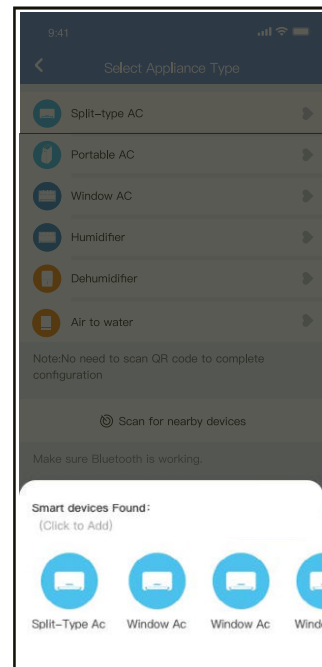 9:41
Select Appliance Type
Split-type AC
Portable AC
Window AC
Humidifier
Dehumidifier
Air to water
Note:No need to scan QR code to complete
configuration
Scan for nearby devices
Make sure Bluetooth is working.
Smart devices Found:
(Click to Add)
Split-Type Ac Window Ac Window Ac